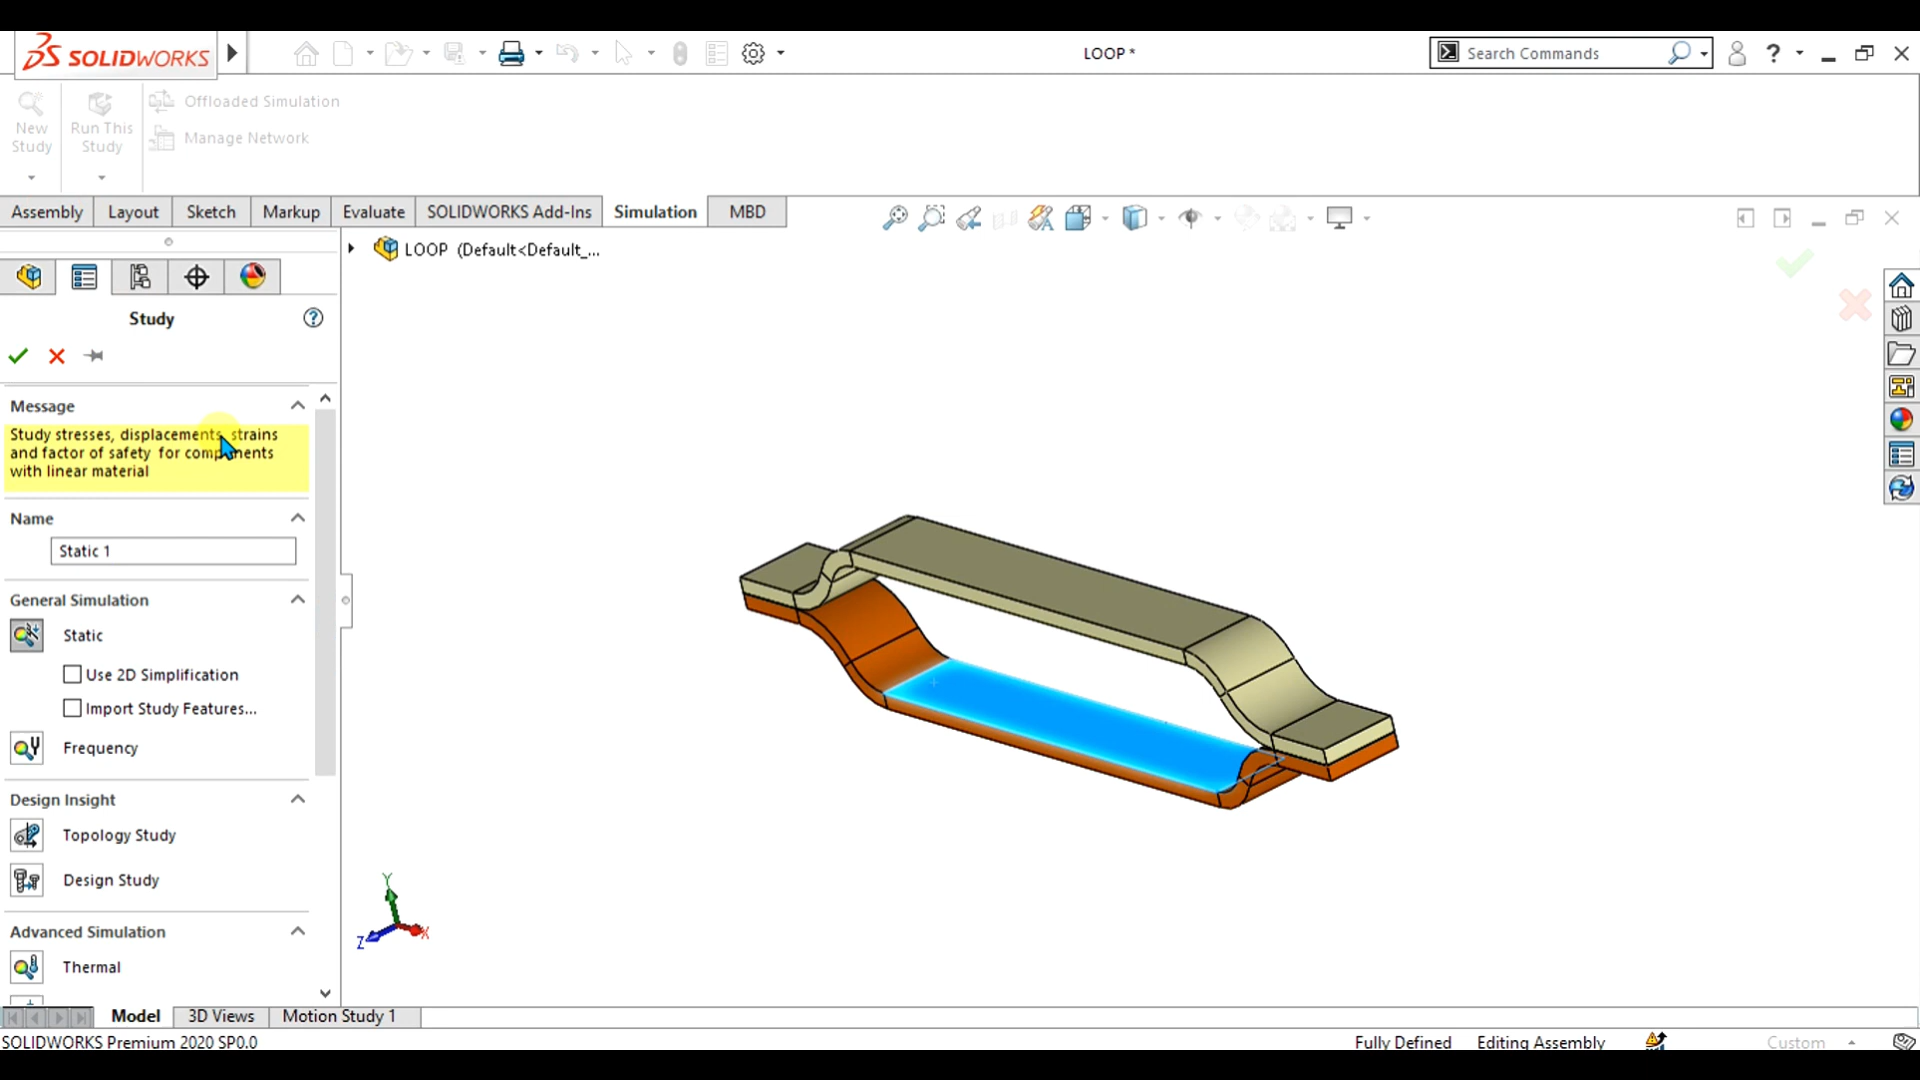 SOLIDWORKS
LOOP *
Search Commands
?
New Study
Run This Study
Offloaded Simulation
Manage Network
Assembly
Layout
Sketch
Markup
Evaluate
SOLIDWORKS Add-Ins
Simulation
MBD
LOOP (Default<Default_...
Study
?
Message
Study stresses, displacements, strains
and factor of safety for components
with linear material
Name
Static 1
General Simulation
Static
Use 2D Simplification
Import Study Features...
Frequency
Design Insight
Topology Study
Design Study
Advanced Simulation
Thermal
Y
Z
X
Model
3D Views
Motion Study 1
SOLIDWORKS Premium 2020 SP0.0
Fully Defined
Editing Assembly
Custom